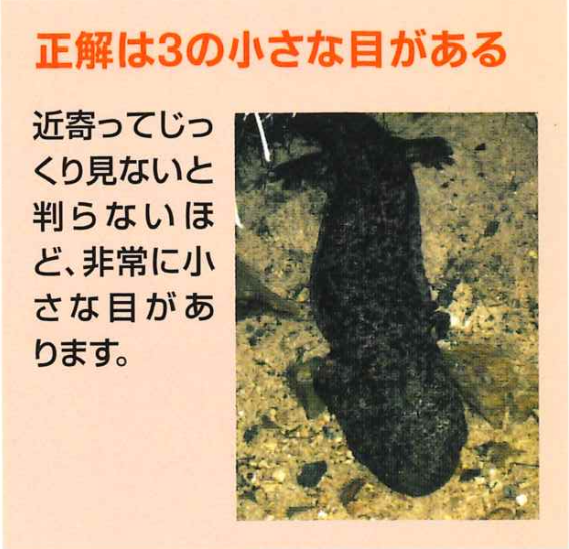 正解は3の小さな目がある
近寄ってじっ
くり見ないと
判らないほ
ど、非常に小
さな目があ
ります。